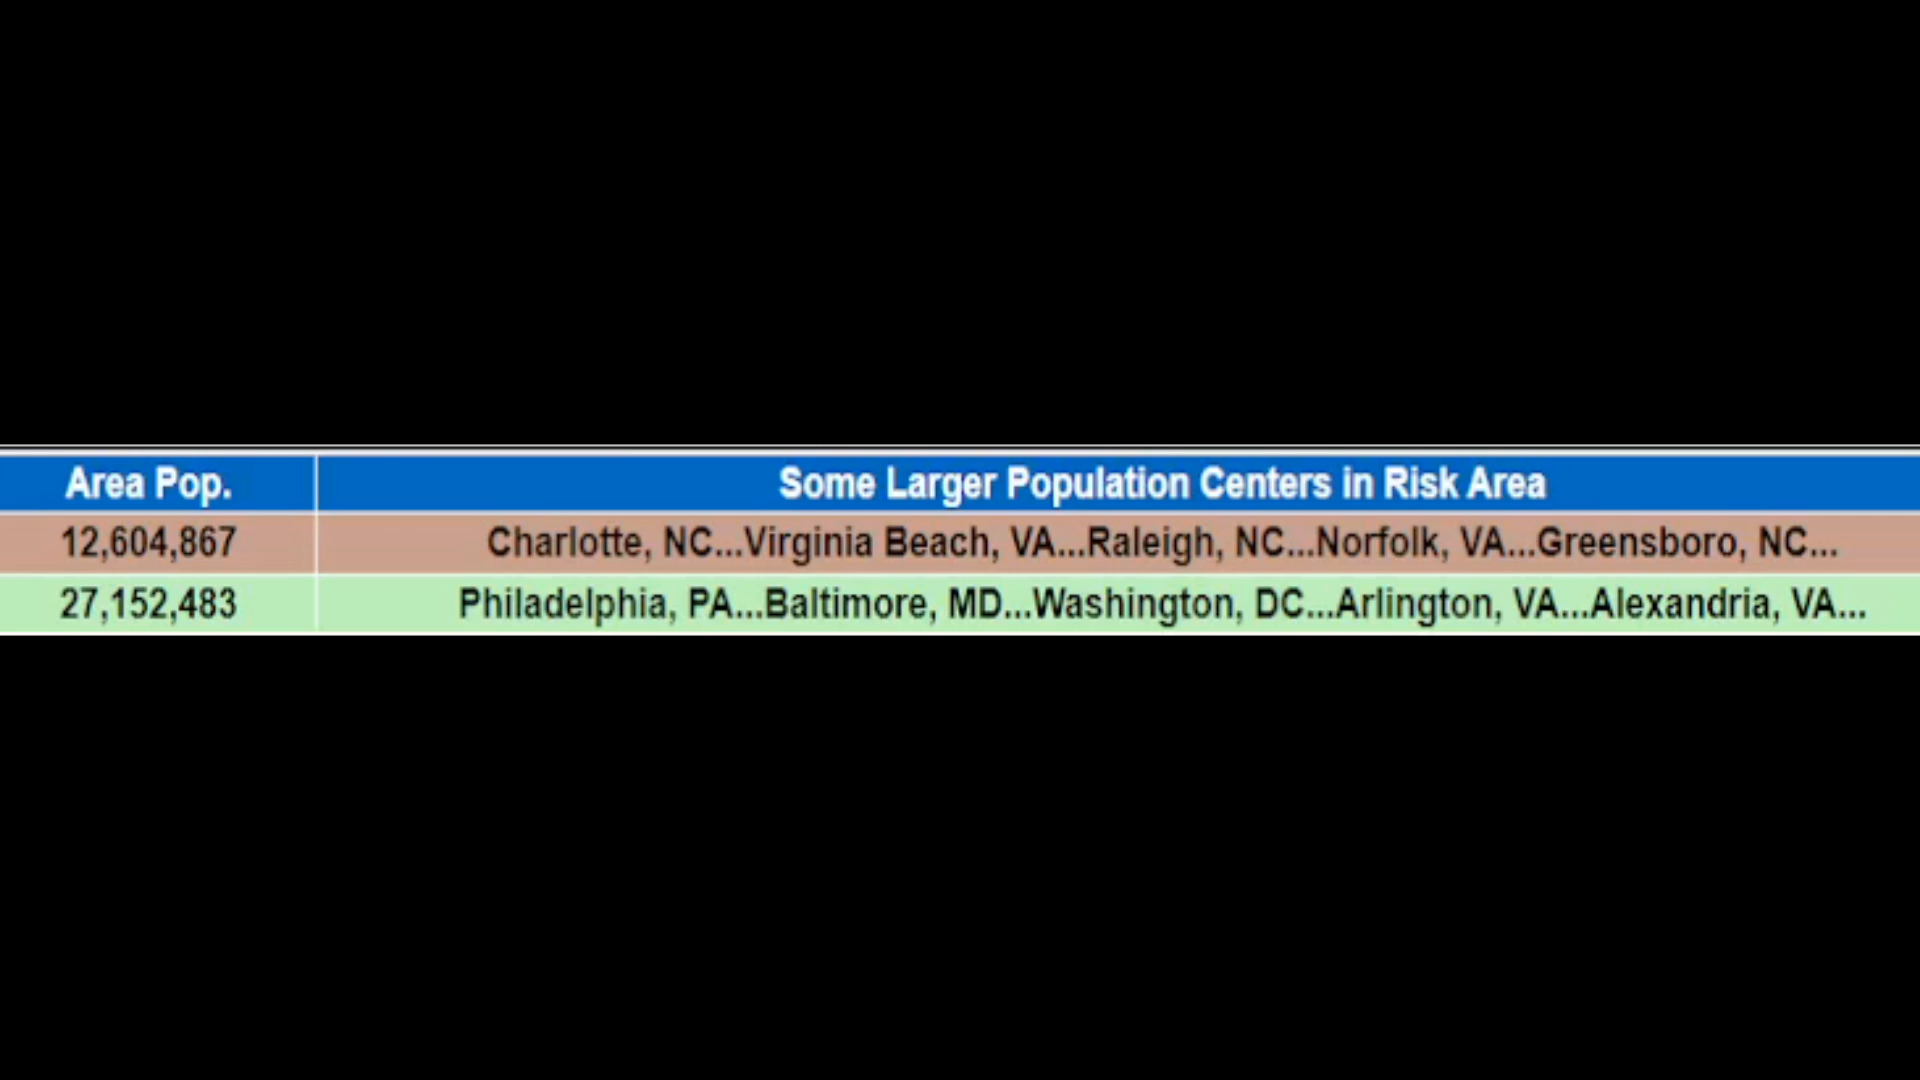 Area Pop. Some Larger Population Centers in Risk Area
12,604,867 Charlotte, NC...Virginia Beach, VA...Raleigh, NC...Norfolk, VA...Greensboro, NC...
27,152,483 Philadelphia, PA...Baltimore, MD...Washington, DC...Arlington, VA...Alexandria, VA...